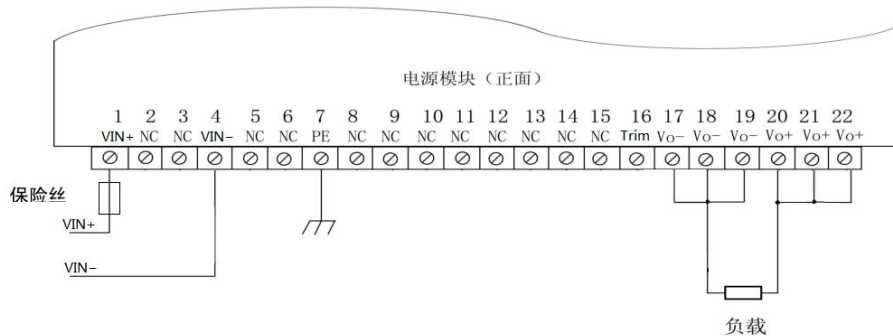 电源模块（正面）
1 2 3 4 5 6 7 8 9 10 11 12 13 14 15 16 17 18 19 20 21 22
VIN+ NC NC VIN- NC NC PE NC NC NC NC NC NC NC NC Trim Vo- Vo- Vo- Vo+ Vo+ Vo+
保险丝
VIN+
VIN-
负载